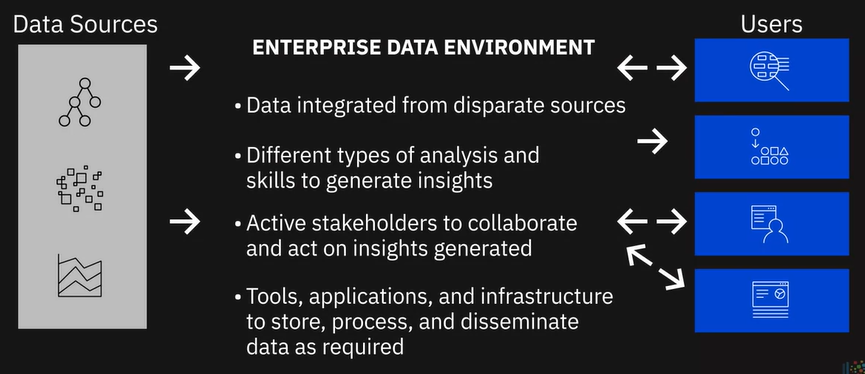 Data Sources
Users
ENTERPRISE DATA ENVIRONMENT
• Data integrated from disparate sources
• Different types of analysis and
skills to generate insights
• Active stakeholders to collaborate
and act on insights generated
• Tools, applications, and infrastructure
to store, process, and disseminate
data as required